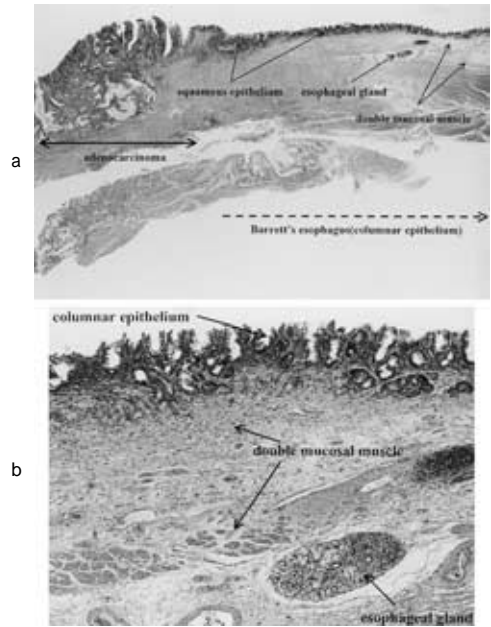 squamous epithelium
esophageal gland
double mucosal muscle
a
adenocarcinoma
Barrett's esophagus(columnar epithelium)
columnar epithelium
double mucosal muscle
b
esophageal gland